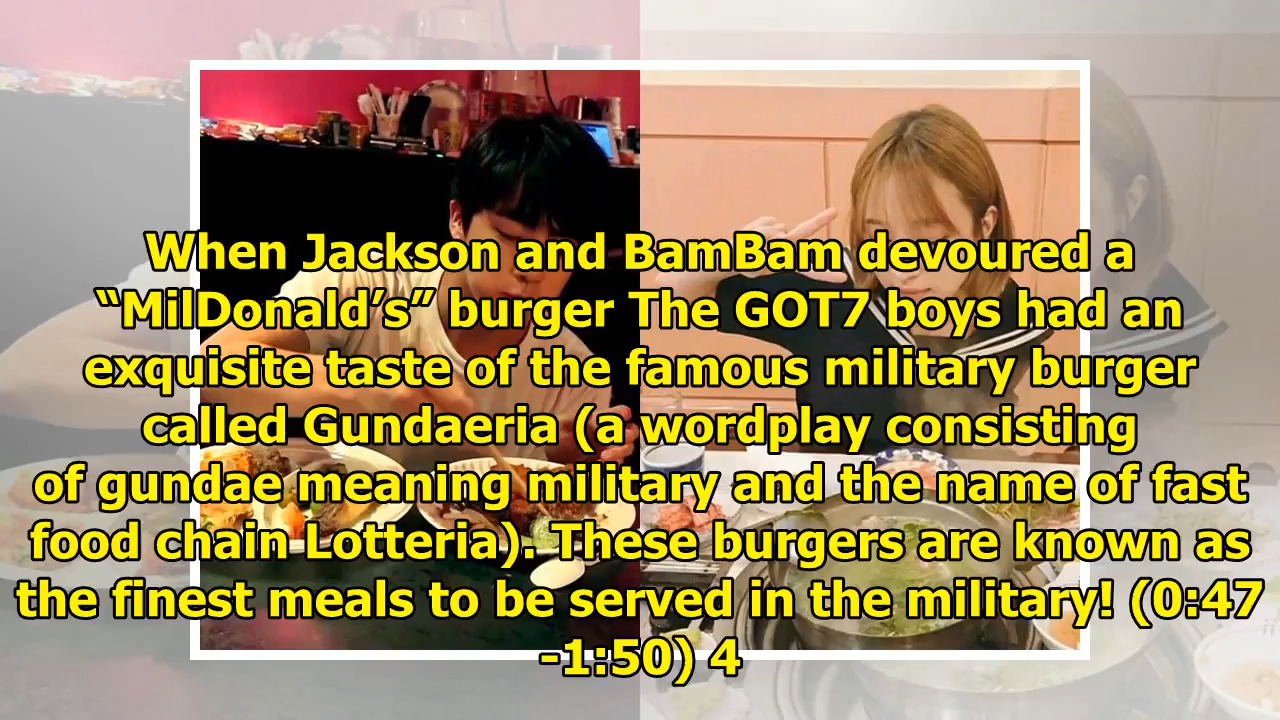 When Jackson and BamBam devoured a
“MilDonald’s” burger The GOT7 boys had an
exquisite taste of the famous military burger
called Gundaeria (a wordplay consisting
of gundae meaning military and the name of fast
food chain Lotteria). These burgers are known as
the finest meals to be served in the military! (0:47
-1:50) 4